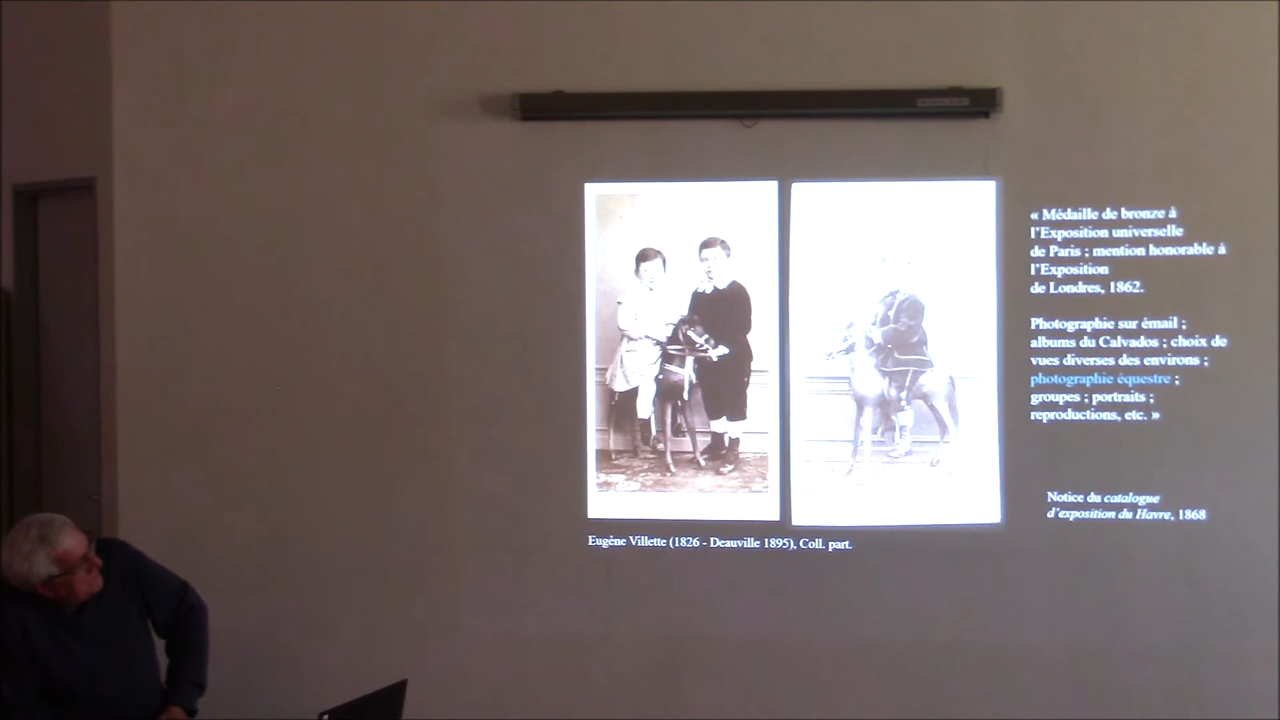 « Médaille de bronze à
l'Exposition universelle
de Paris ; mention honorable à
l'Exposition
de Londres, 1862.
Photographie sur émail ;
albums du Calvados ; choix de
vues diverses des environs ;
photographie équestre ;
groupes ; portraits ;
reproductions, etc. »
Notice du catalogue
d'exposition du Havre, 1868
Eugène Villette (1826 - Deauville 1895), Coll. part.